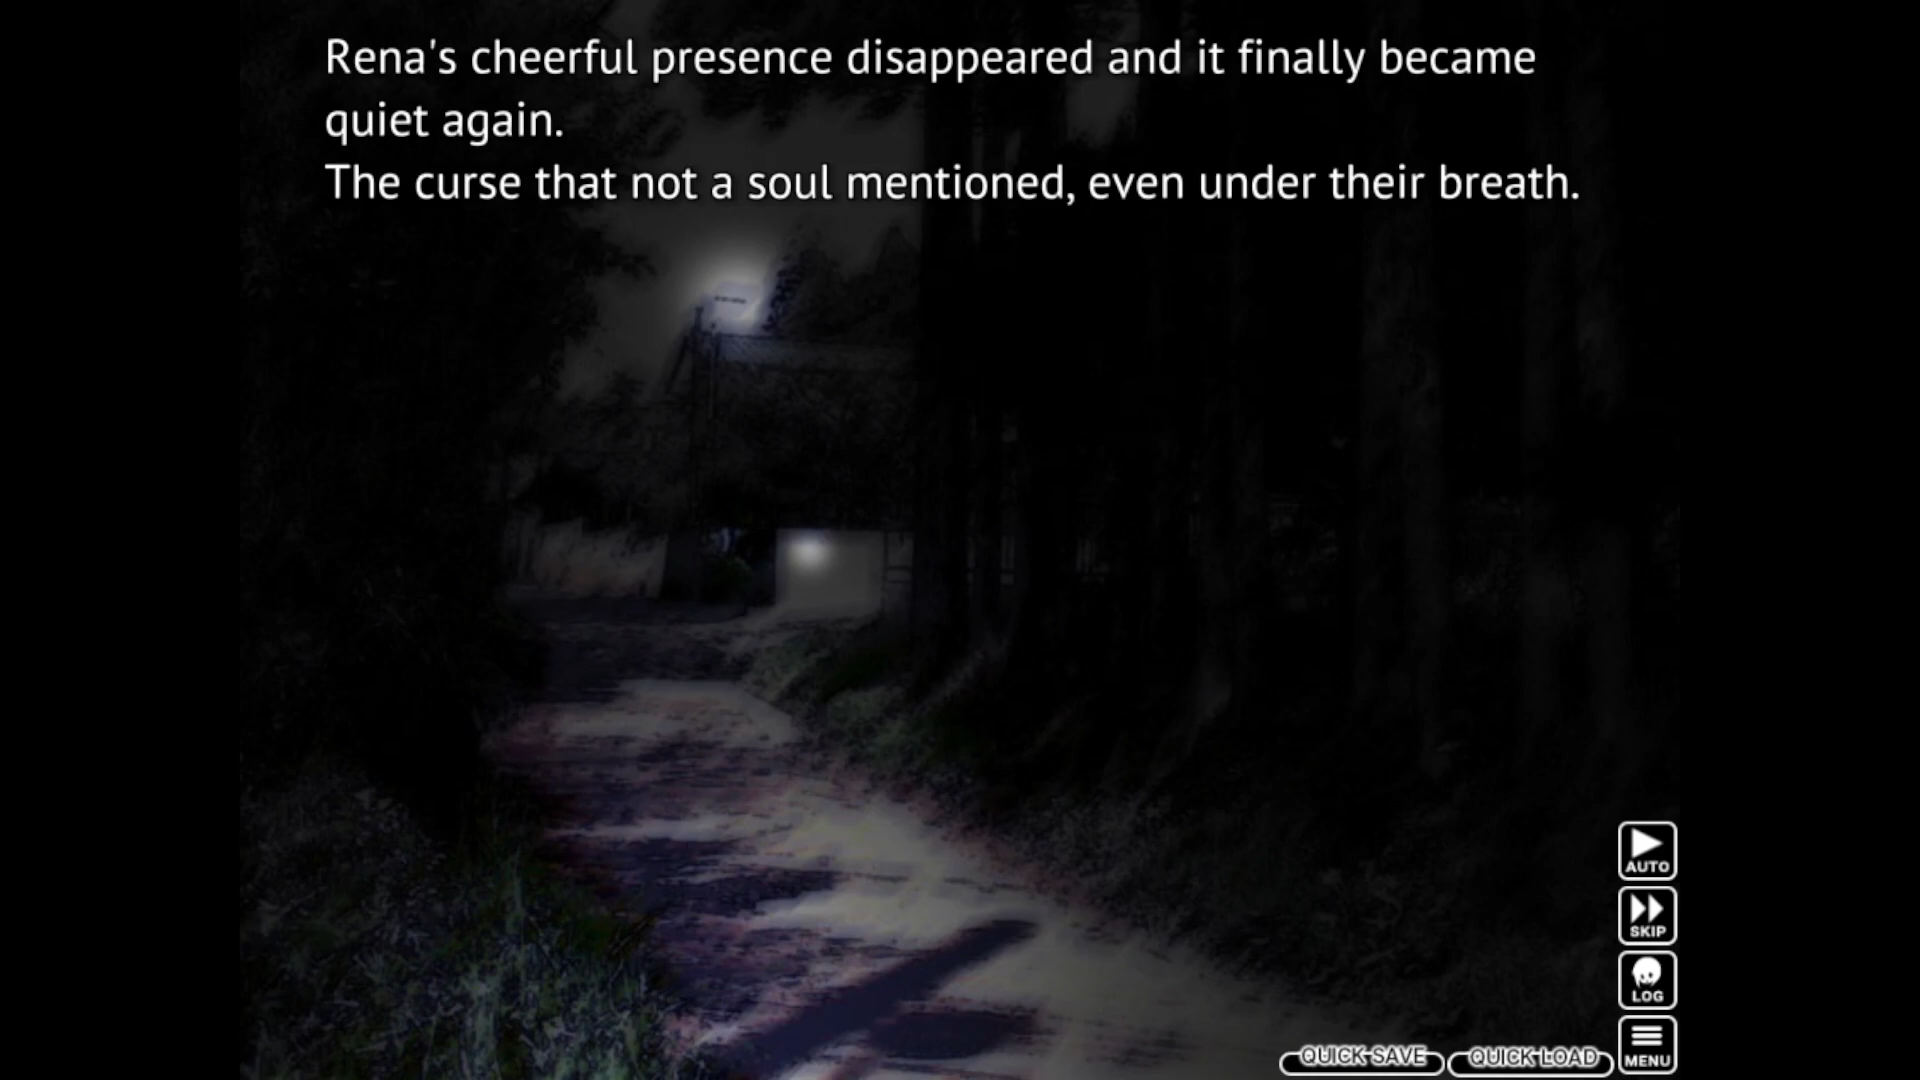 Rena's cheerful presence disappeared and it finally became
quiet again.
The curse that not a soul mentioned, even under their breath.
AUTO
SKIP
LOG
QUICK SAVE
QUICK LOAD
MENU